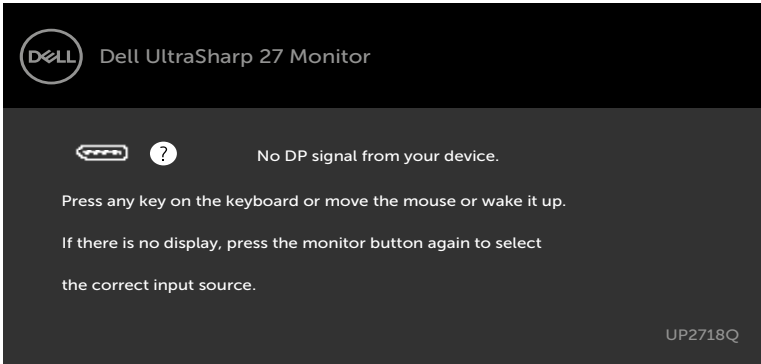 DELL
Dell UltraSharp 27 Monitor
? No DP signal from your device.
Press any key on the keyboard or move the mouse or wake it up.
If there is no display, press the monitor button again to select
the correct input source.
UP2718Q